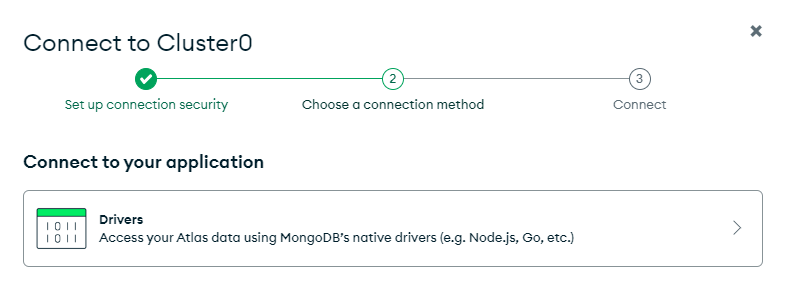 Connect to Cluster0
2
3
Set up connection security
Choose a connection method
Connect
Connect to your application
Drivers
Access your Atlas data using MongoDB's native drivers (e.g. Node.js, Go, etc.)
1011
1011